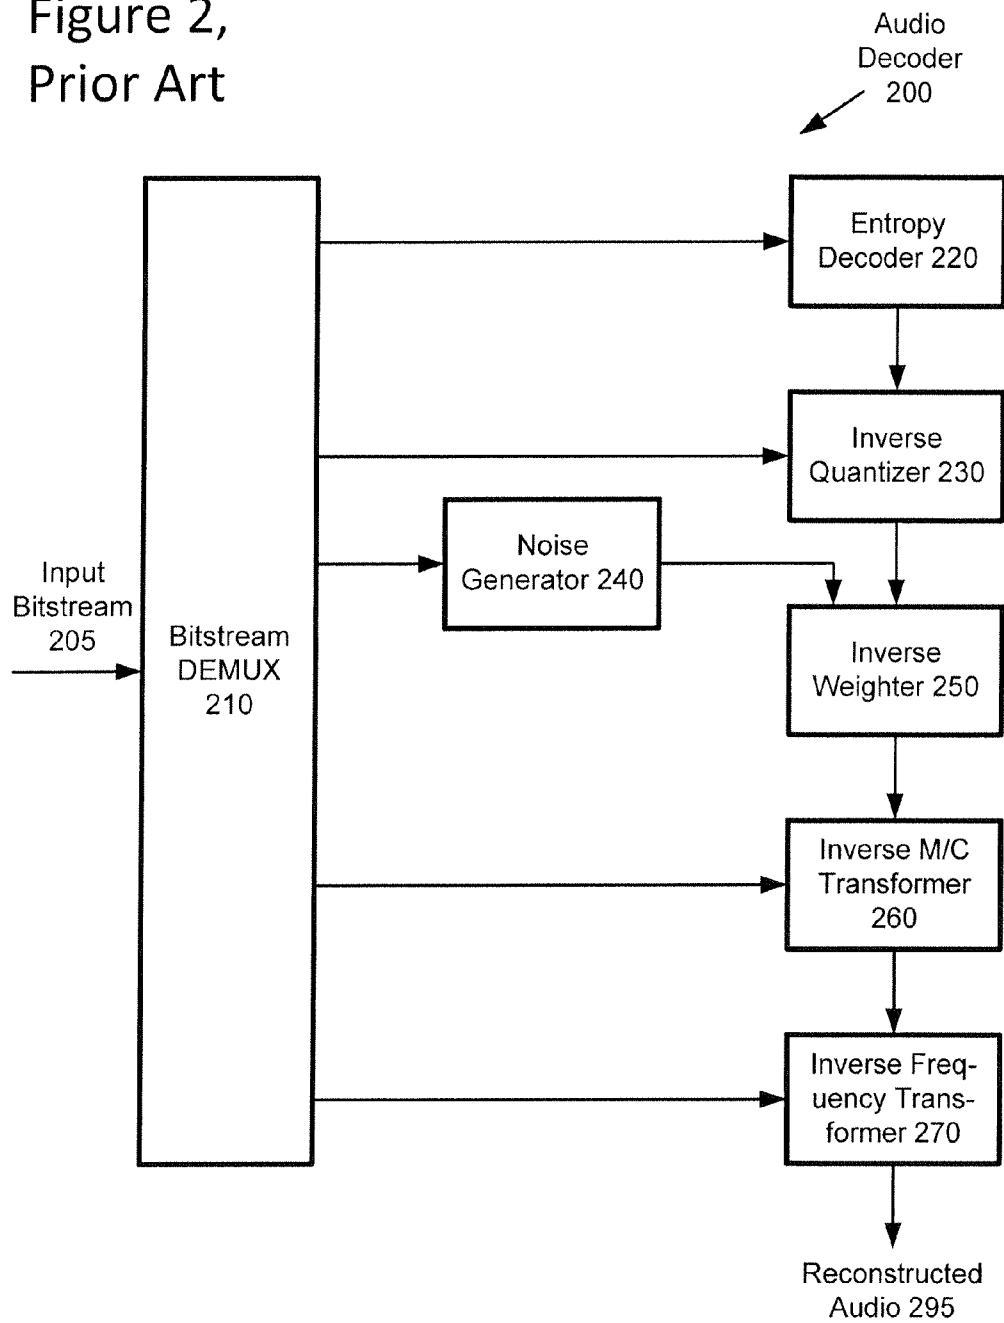 Figure 2,
Prior Art
Audio
Decoder
200
Entropy
Decoder 220
Inverse
Quantizer 230
Noise
Generator 240
Input
Bitstream
205
Bitstream
DEMUX
210
Inverse
Weighter 250
Inverse M/C
Transformer
260
Inverse Freq-
uency Trans-
former 270
Reconstructed
Audio 295